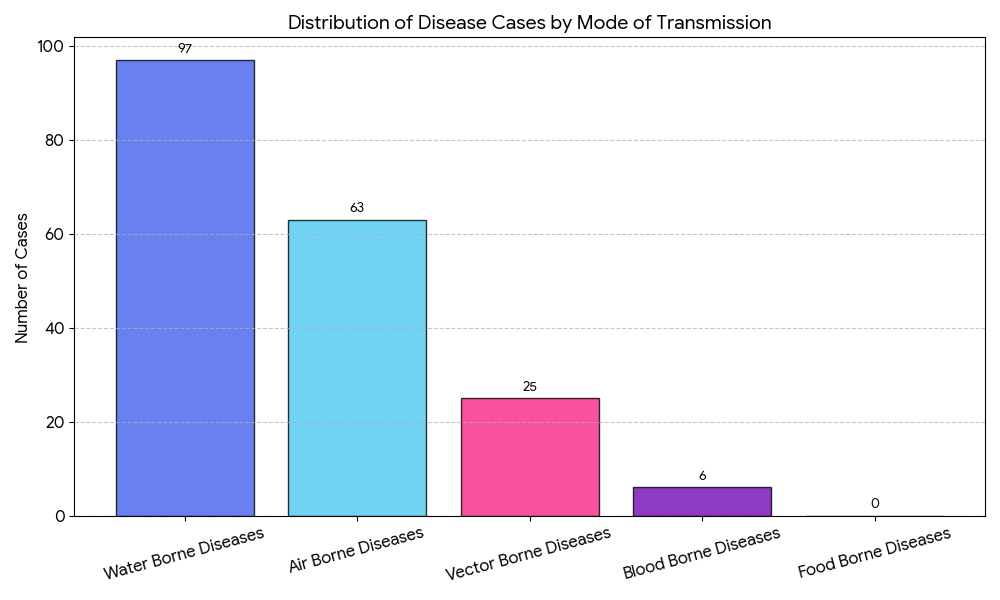 Distribution of Disease Cases by Mode of Transmission
Number of Cases
100
80
60
40
20
0
97
63
25
6
0
Water Borne Diseases
Air Borne Diseases
Vector Borne Diseases
Blood Borne Diseases
Food Borne Diseases